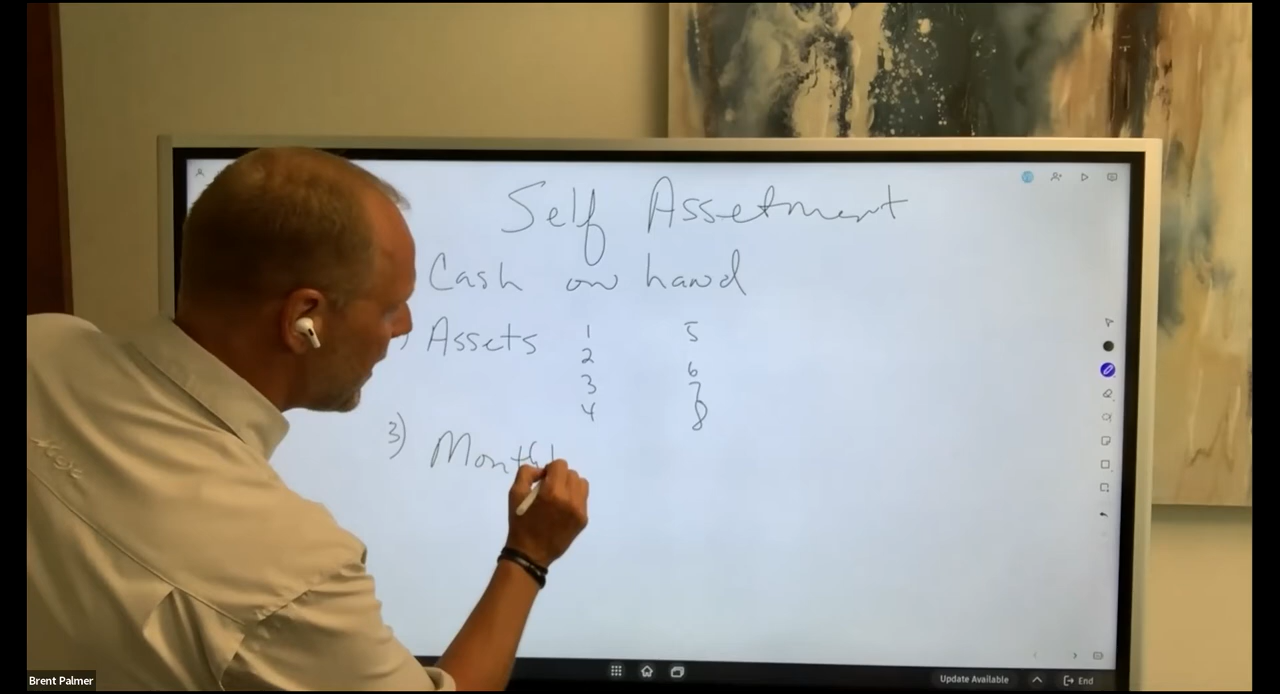 Self Assetment
Cash on hand
Assets 1 5
2 6
3 7
4 8
3) Month
Update Available
End
Brent Palmer